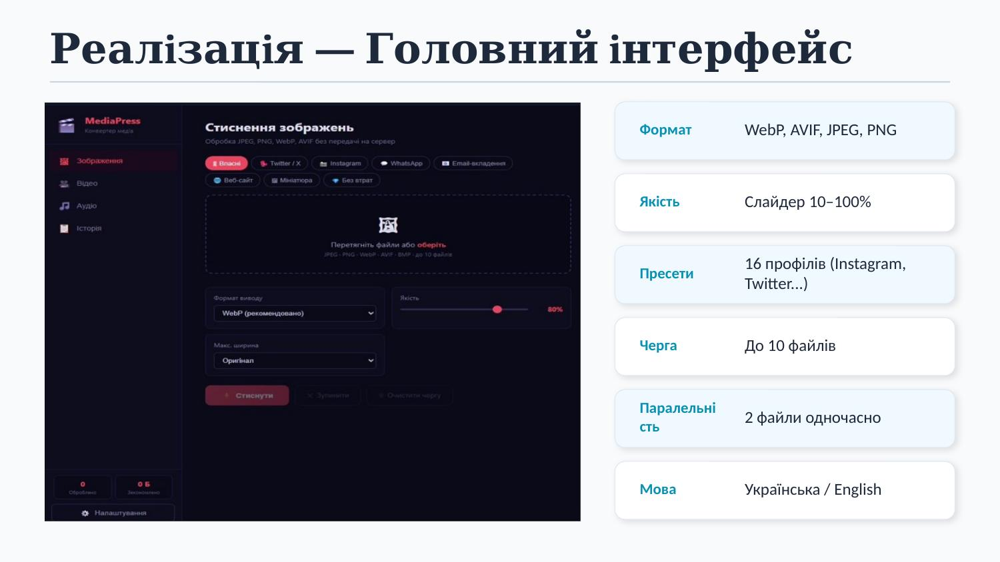 Реалізація — Головний інтерфейс
MediaPress
Конвертер медіа
Зображення
Відео
Аудіо
Історія
0
Оброблено
0 Б
Зекономлено
Налаштування
Стиснення зображень
Обробка JPEG, PNG, WebP, AVIF без передачі на сервер
Власні
Twitter / X
Instagram
WhatsApp
Email-вкладення
Веб-сайт
Мініатюра
Без втрат
Перетягніть файли або оберіть
JPEG · PNG · WebP · AVIF · BMP · до 10 файлів
Формат виводу
WebP (рекомендовано)
Якість
80%
Макс. ширина
Оригінал
Стиснути
Зупинити
Очистити чергу
Формат
WebP, AVIF, JPEG, PNG
Якість
Слайдер 10–100%
Пресети
16 профілів (Instagram,
Twitter...)
Черга
До 10 файлів
Паралельні
сть
2 файли одночасно
Мова
Українська / English